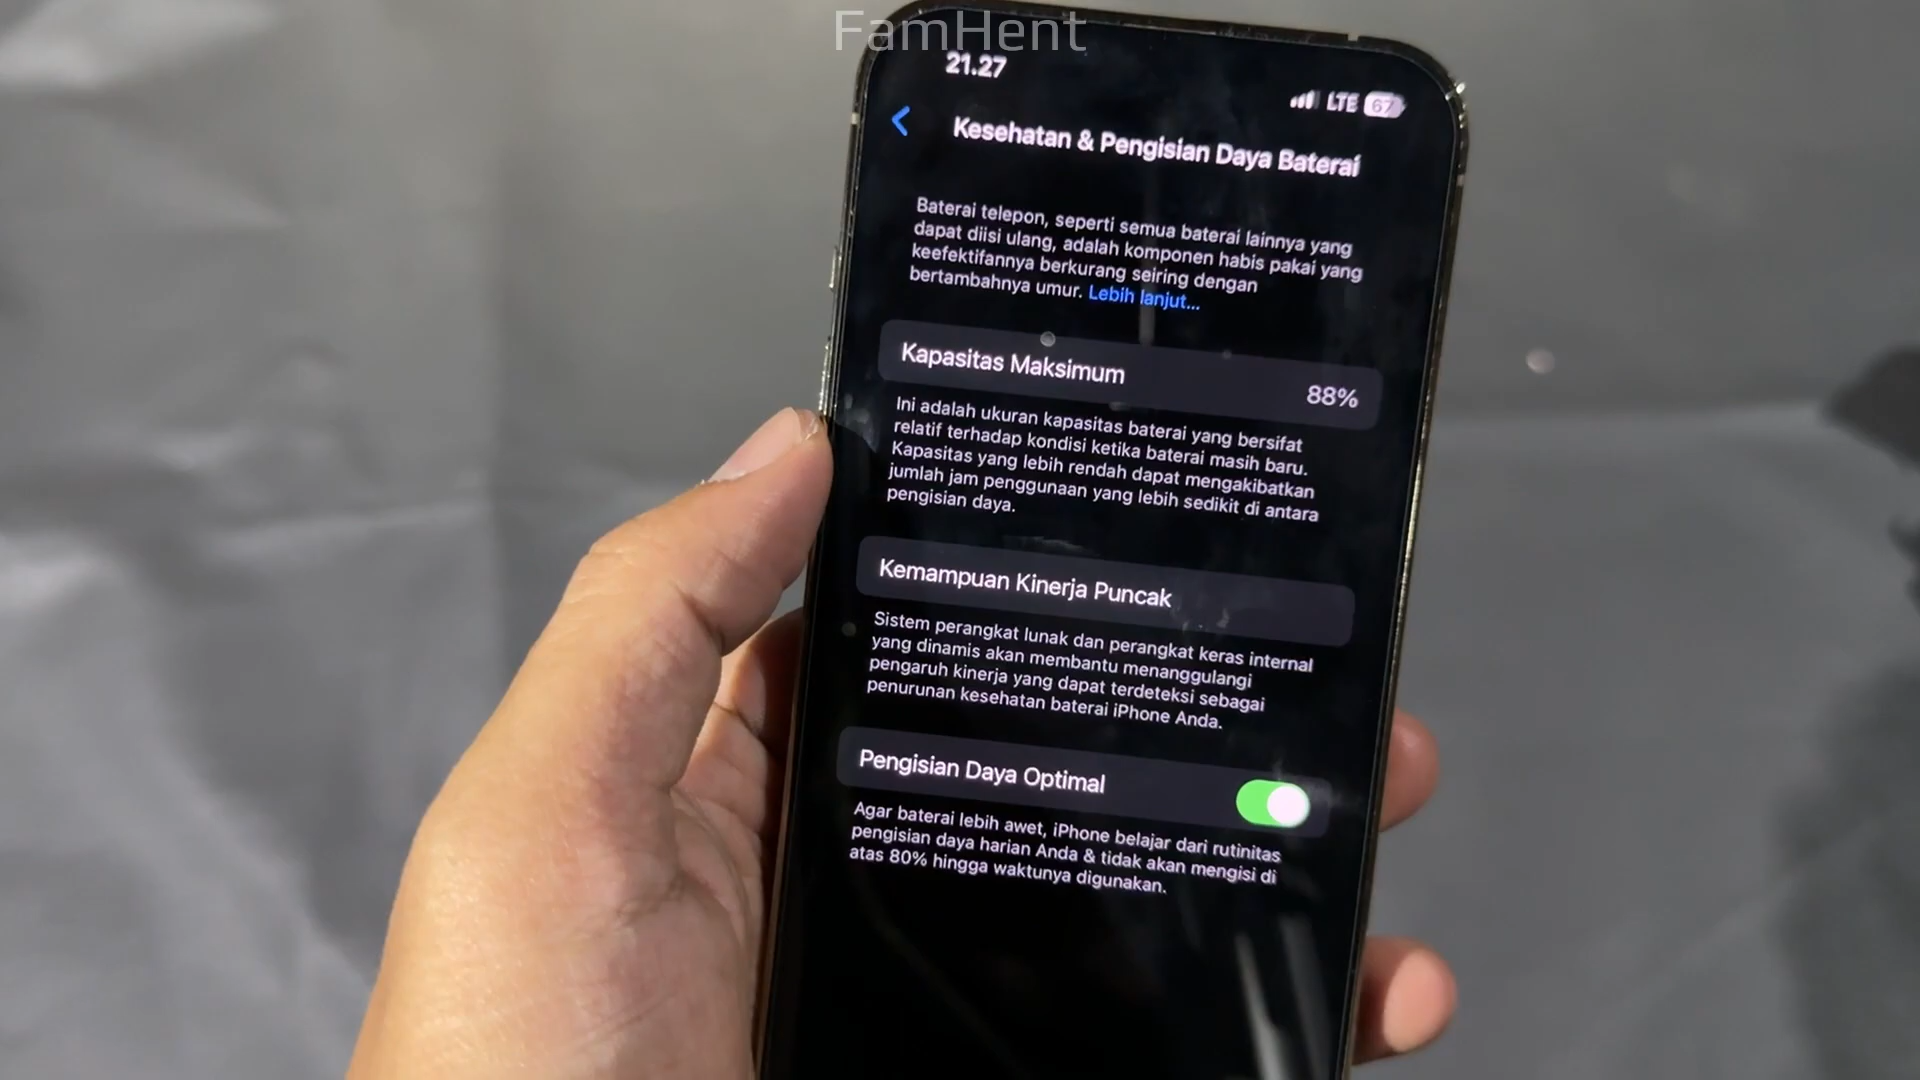 FamHent
21.27
LTE 67
Kesehatan & Pengisian Daya Baterai
Baterai telepon, seperti semua baterai lainnya yang
dapat diisi ulang, adalah komponen habis pakai yang
keefektifannya berkurang seiring dengan
bertambahnya umur. Lebih lanjut...
Kapasitas Maksimum
88%
Ini adalah ukuran kapasitas baterai yang bersifat
relatif terhadap kondisi ketika baterai masih baru.
Kapasitas yang lebih rendah dapat mengakibatkan
jumlah jam penggunaan yang lebih sedikit di antara
pengisian daya.
Kemampuan Kinerja Puncak
Sistem perangkat lunak dan perangkat keras internal
yang dinamis akan membantu menanggulangi
pengaruh kinerja yang dapat terdeteksi sebagai
penurunan kesehatan baterai iPhone Anda.
Pengisian Daya Optimal
Agar baterai lebih awet, iPhone belajar dari rutinitas
pengisian daya harian Anda & tidak akan mengisi di
atas 80% hingga waktunya digunakan.